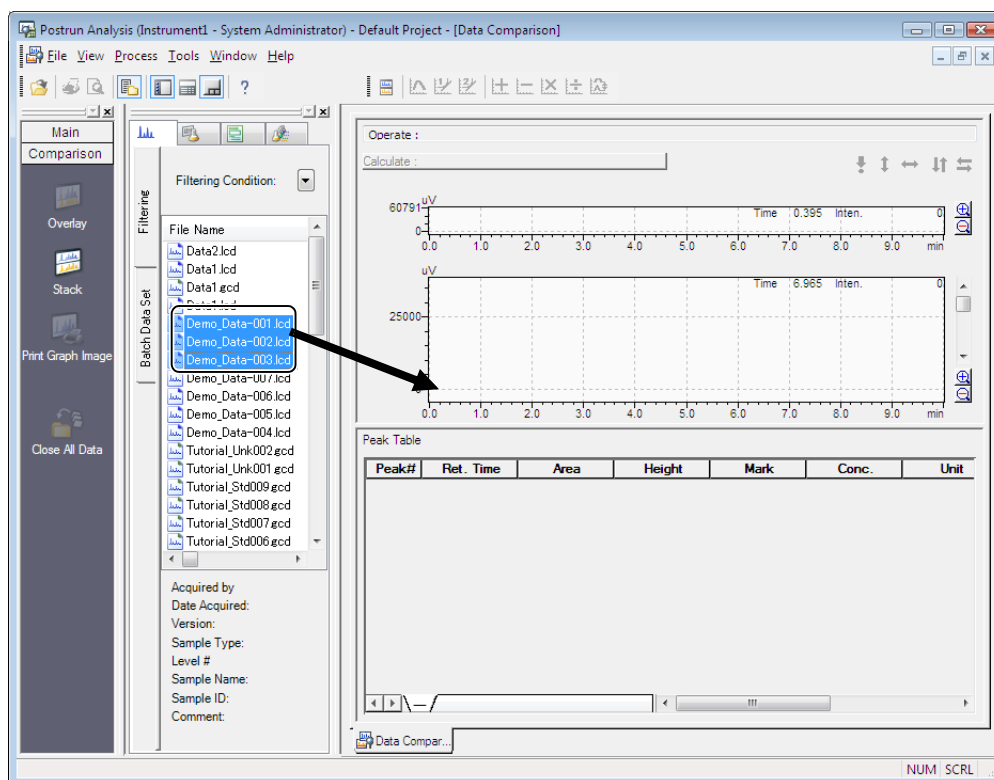 Postrun Analysis (Instrument1 - System Administrator) - Default Project - [Data Comparison]
File View Process Tools Window Help
?
Main
Comparison
Overlay
Stack
Print Graph Image
Close All Data
Filtering
Batch Data Set
Filtering Condition:
File Name
Data2.lcd
Data1.lcd
Data1.gcd
Demo_Data-001.lcd
Demo_Data-002.lcd
Demo_Data-003.lcd
Demo_Data-007.lcd
Demo_Data-006.lcd
Demo_Data-005.lcd
Demo_Data-004.lcd
Tutorial_Unk002.gcd
Tutorial_Unk001.gcd
Tutorial_Std009.gcd
Tutorial_Std008.gcd
Tutorial_Std007.gcd
Tutorial_Std006.gcd
Acquired by
Date Acquired:
Version:
Sample Type:
Level #
Sample Name:
Sample ID:
Comment:
Operate :
Calculate :
uV
60791
Time 0.395 Inten. 0
0
0.0 1.0 2.0 3.0 4.0 5.0 6.0 7.0 8.0 9.0 min
uV
Time 6.965 Inten. 0
25000
0.0 1.0 2.0 3.0 4.0 5.0 6.0 7.0 8.0 9.0 min
Peak Table
Peak# Ret. Time Area Height Mark Conc. Unit
Data Compar...
NUM SCRL